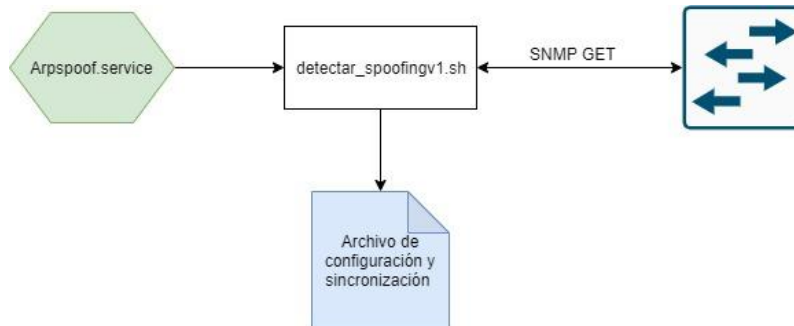 Arpspoof.service
detectar_spoofingv1.sh
SNMP GET
Archivo de
configuración y
sincronización